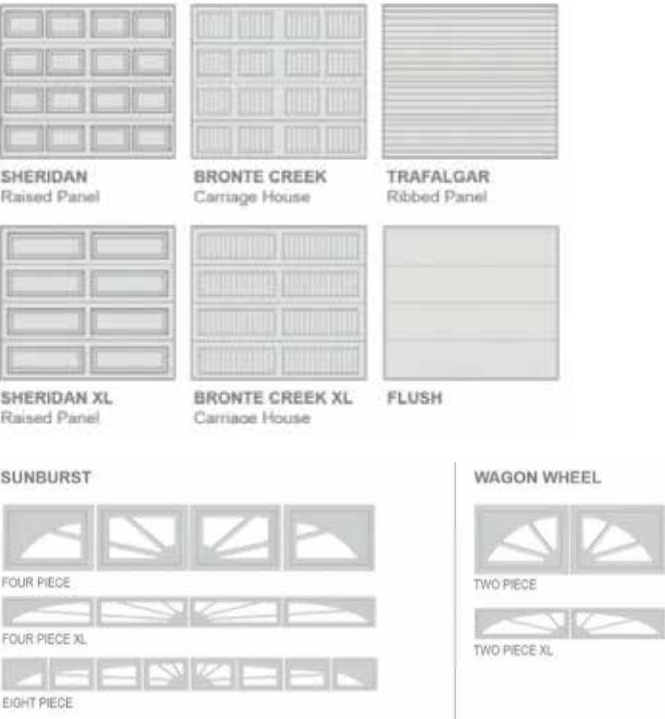 SHERIDAN
Raised Panel
BRONTE CREEK
Carriage House
TRAFALGAR
Ribbed Panel
SHERIDAN XL
Raised Panel
BRONTE CREEK XL
Carriage House
FLUSH
SUNBURST
FOUR PIECE
FOUR PIECE XL
EIGHT PIECE
WAGON WHEEL
TWO PIECE
TWO PIECE XL